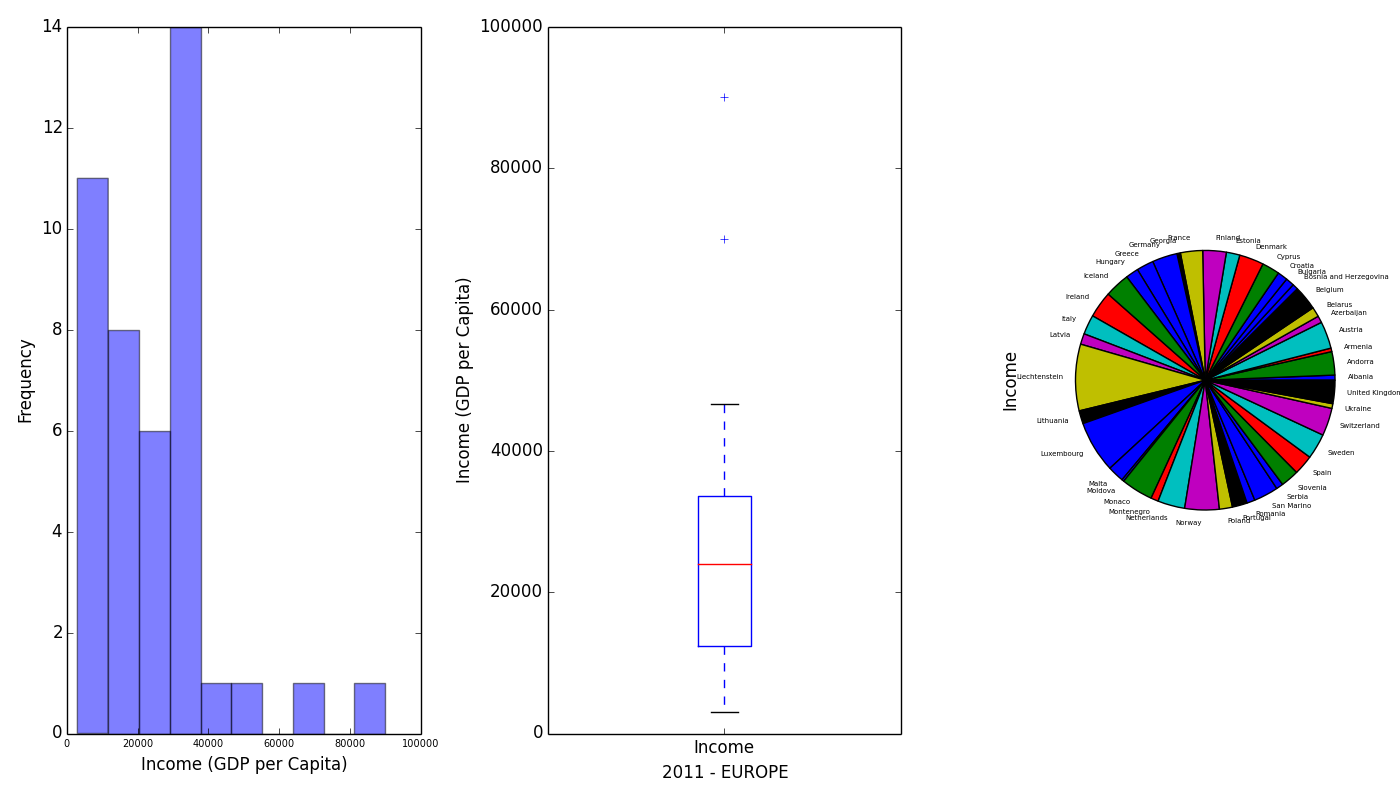 14
12
10
8
6
4
2
0
0 20000 40000 60000 80000 100000
Frequency
Income (GDP per Capita)
100000
80000
60000
40000
20000
0
Income (GDP per Capita)
Income
2011 - EUROPE
Income
Albania
Andorra
Armenia
Austria
Azerbaijan
Belarus
Belgium
Bosnia and Herzegovina
Bulgaria
Croatia
Cyprus
Denmark
Estonia
Finland
France
Georgia
Germany
Greece
Hungary
Iceland
Ireland
Italy
Latvia
Liechtenstein
Lithuania
Luxembourg
Malta
Moldova
Monaco
Montenegro
Netherlands
Norway
Poland
Portugal
Romania
San Marino
Serbia
Slovenia
Spain
Sweden
Switzerland
Ukraine
United Kingdom